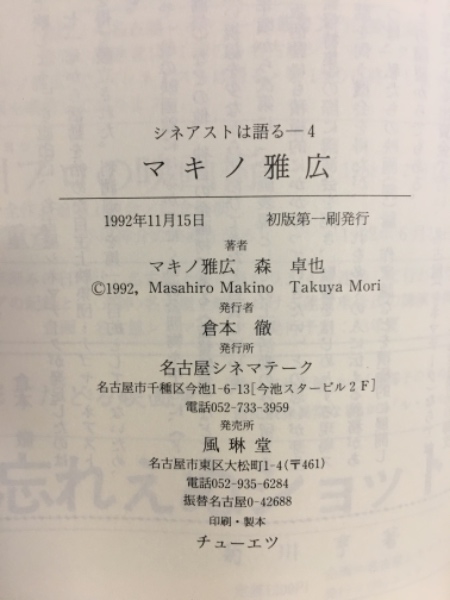 シネアストは語る―4
マキノ雅広
1992年11月15日　初版第一刷発行
著者
マキノ雅広　森　卓也
©1992, Masahiro Makino　Takuya Mori
発行者
倉本　徹
発行所
名古屋シネマテーク
名古屋市千種区今池1-6-13[今池スタービル2F]
電話052-733-3959
発売所
風琳堂
名古屋市東区大松町1-4(〒461)
電話052-935-6284
振替名古屋0-42688
印刷・製本
チューエツ
忘れえ
ショット